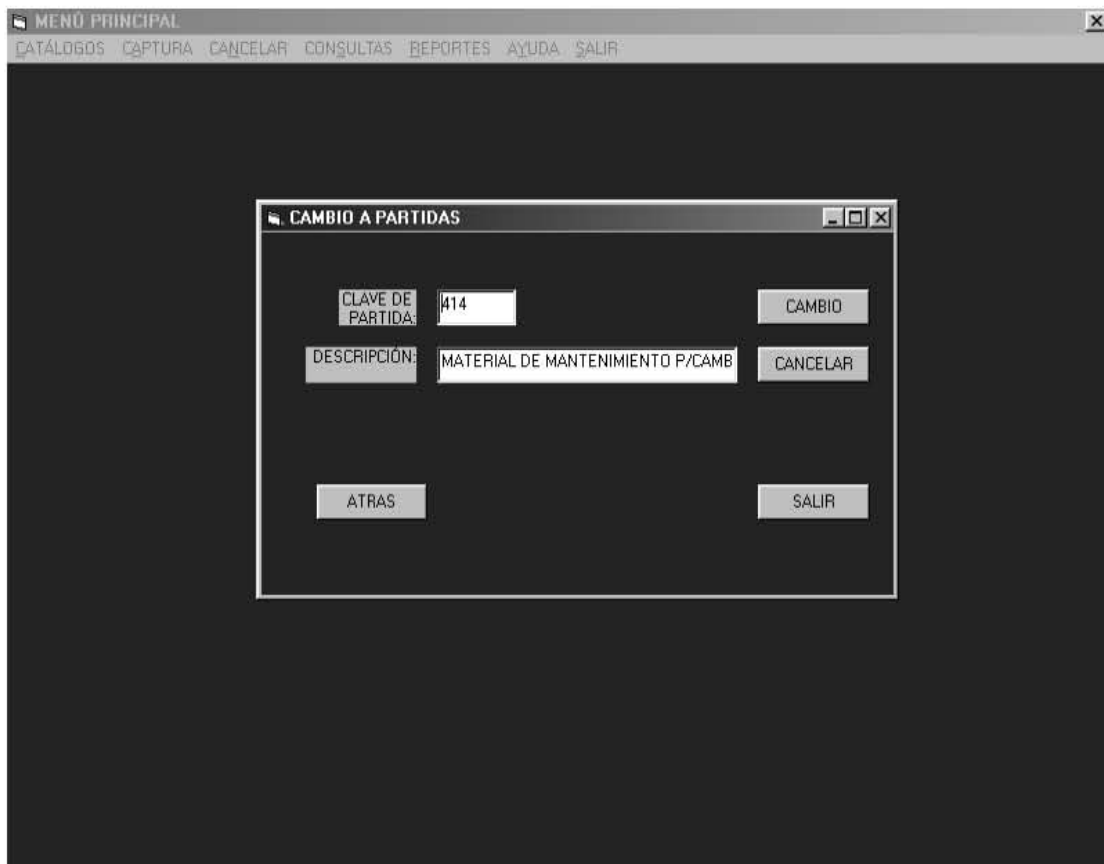 MENÚ PRINCIPAL
CATÁLOGOS CAPTURA CANCELAR CONSULTAS REPORTES AYUDA SALIR
CAMBIO A PARTIDAS
CLAVE DE
PARTIDA:
414
CAMBIO
DESCRIPCIÓN:
MATERIAL DE MANTENIMIENTO P/CAMB
CANCELAR
ATRAS
SALIR